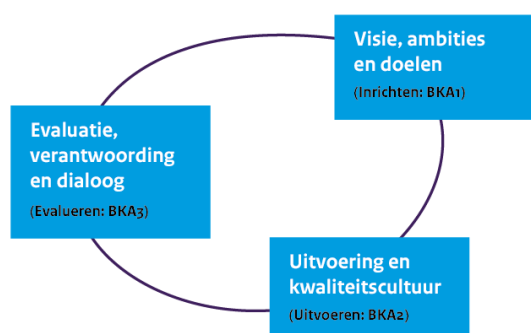 Visie, ambities
en doelen
(Inrichten: BKA1)
Evaluatie,
verantwoording
en dialoog
(Evalueren: BKA3)
Uitvoering en
kwaliteitscultuur
(Uitvoeren: BKA2)